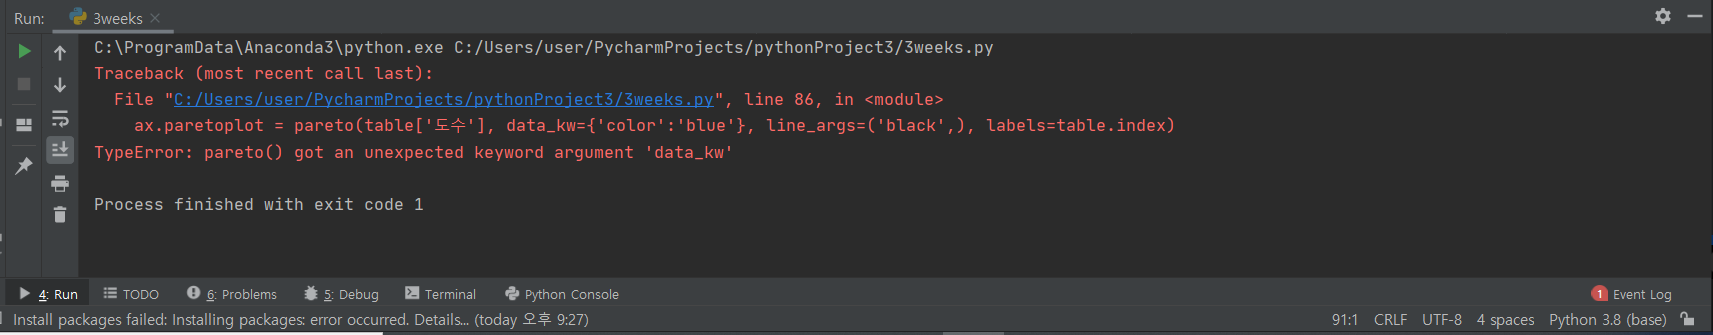 Run: 3weeks
C:\ProgramData\Anaconda3\python.exe C:/Users/user/PycharmProjects/pythonProject3/3weeks.py
Traceback (most recent call last):
  File "C:/Users/user/PycharmProjects/pythonProject3/3weeks.py", line 86, in <module>
    ax.paretoplot = pareto(table['도수'], data_kw={'color':'blue'}, line_args=('black',), labels=table.index)
TypeError: pareto() got an unexpected keyword argument 'data_kw'
Process finished with exit code 1
4: Run TODO 6: Problems 5: Debug Terminal Python Console 1 Event Log
Install packages failed: Installing packages: error occurred. Details... (today 오후 9:27) 91:1 CRLF UTF-8 4 spaces Python 3.8 (base)